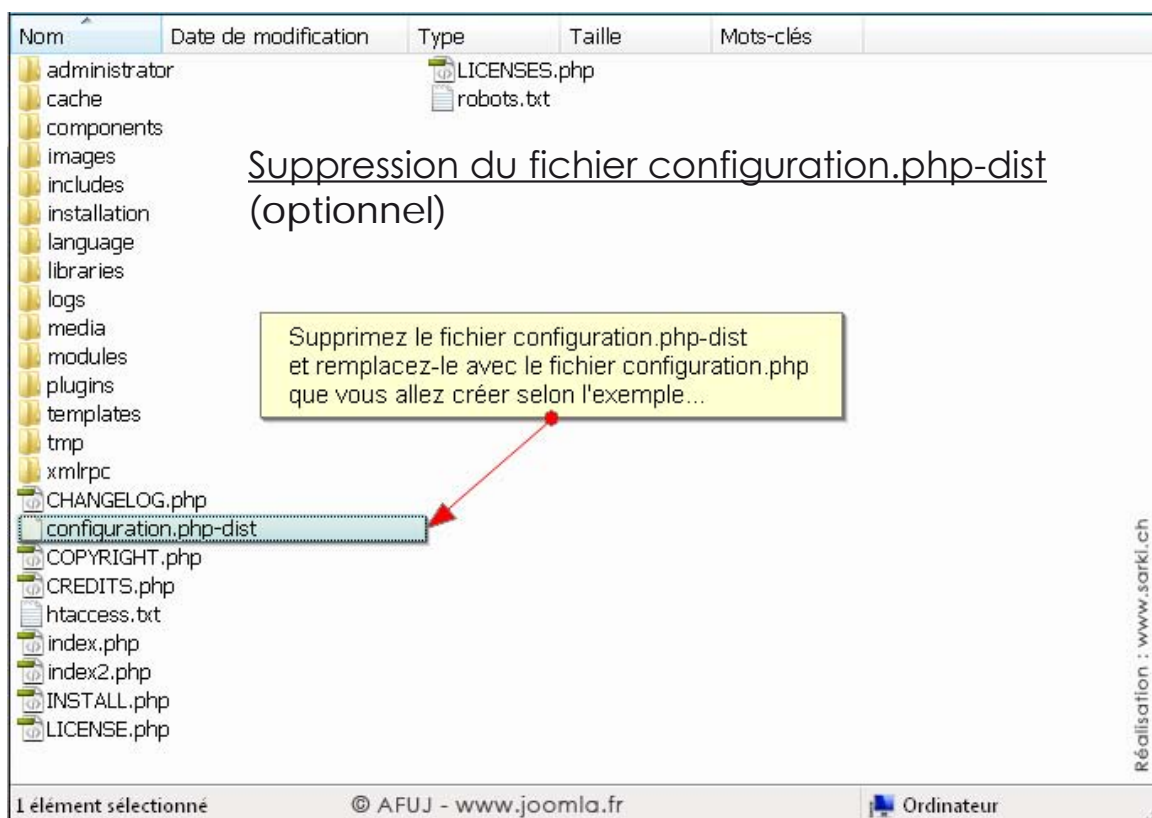 Nom Date de modification Type Taille Mots-clés
administrator
cache
components
images
includes
installation
language
libraries
logs
media
modules
plugins
templates
tmp
xmlrpc
CHANGELOG.php
configuration.php-dist
COPYRIGHT.php
CREDITS.php
htaccess.txt
index.php
index2.php
INSTALL.php
LICENSE.php
LICENSES.php
robots.txt
Suppression du fichier configuration.php-dist
(optionnel)
Supprimez le fichier configuration.php-dist
et remplacez-le avec le fichier configuration.php
que vous allez créer selon l'exemple...
Réalisation : www.sarki.ch
1 élément sélectionné © AFUJ - www.joomla.fr Ordinateur